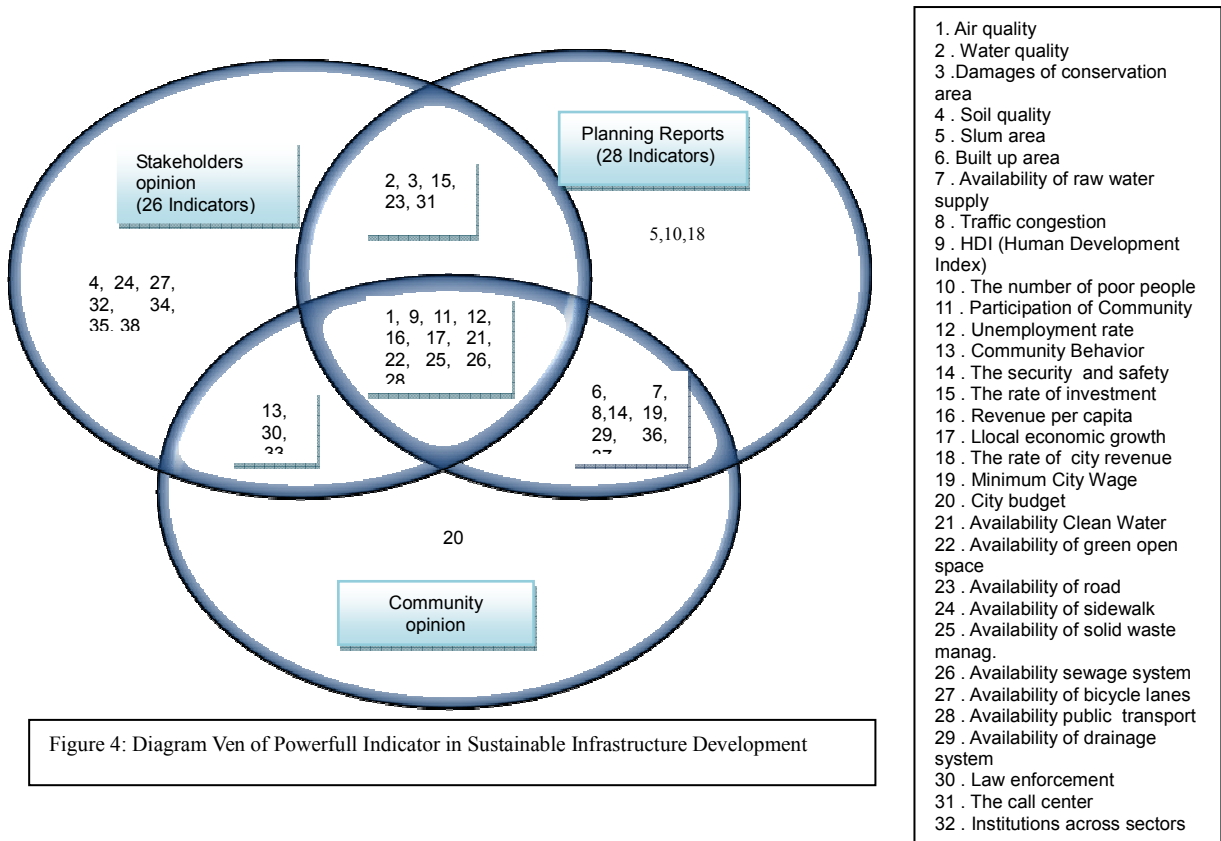 Stakeholders
opinion
(26 Indicators)
Planning Reports
(28 Indicators)
2, 3, 15,
23, 31
5,10,18
4, 24, 27,
32, 34,
35, 38
1, 9, 11, 12,
16, 17, 21,
22, 25, 26,
28
13,
30,
33
6, 7,
8,14, 19,
29, 36,
37
20
Community
opinion
Figure 4: Diagram Ven of Powerfull Indicator in Sustainable Infrastructure Development
1. Air quality
2 . Water quality
3 .Damages of conservation
area
4 . Soil quality
5 . Slum area
6. Built up area
7 . Availability of raw water
supply
8 . Traffic congestion
9 . HDI (Human Development
Index)
10 . The number of poor people
11 . Participation of Community
12 . Unemployment rate
13 . Community Behavior
14 . The security and safety
15 . The rate of investment
16 . Revenue per capita
17 . Llocal economic growth
18 . The rate of city revenue
19 . Minimum City Wage
20 . City budget
21 . Availability Clean Water
22 . Availability of green open
space
23 . Availability of road
24 . Availability of sidewalk
25 . Availability of solid waste
manag.
26 . Availability sewage system
27 . Availability of bicycle lanes
28 . Availability public transport
29 . Availability of drainage
system
30 . Law enforcement
31 . The call center
32 . Institutions across sectors